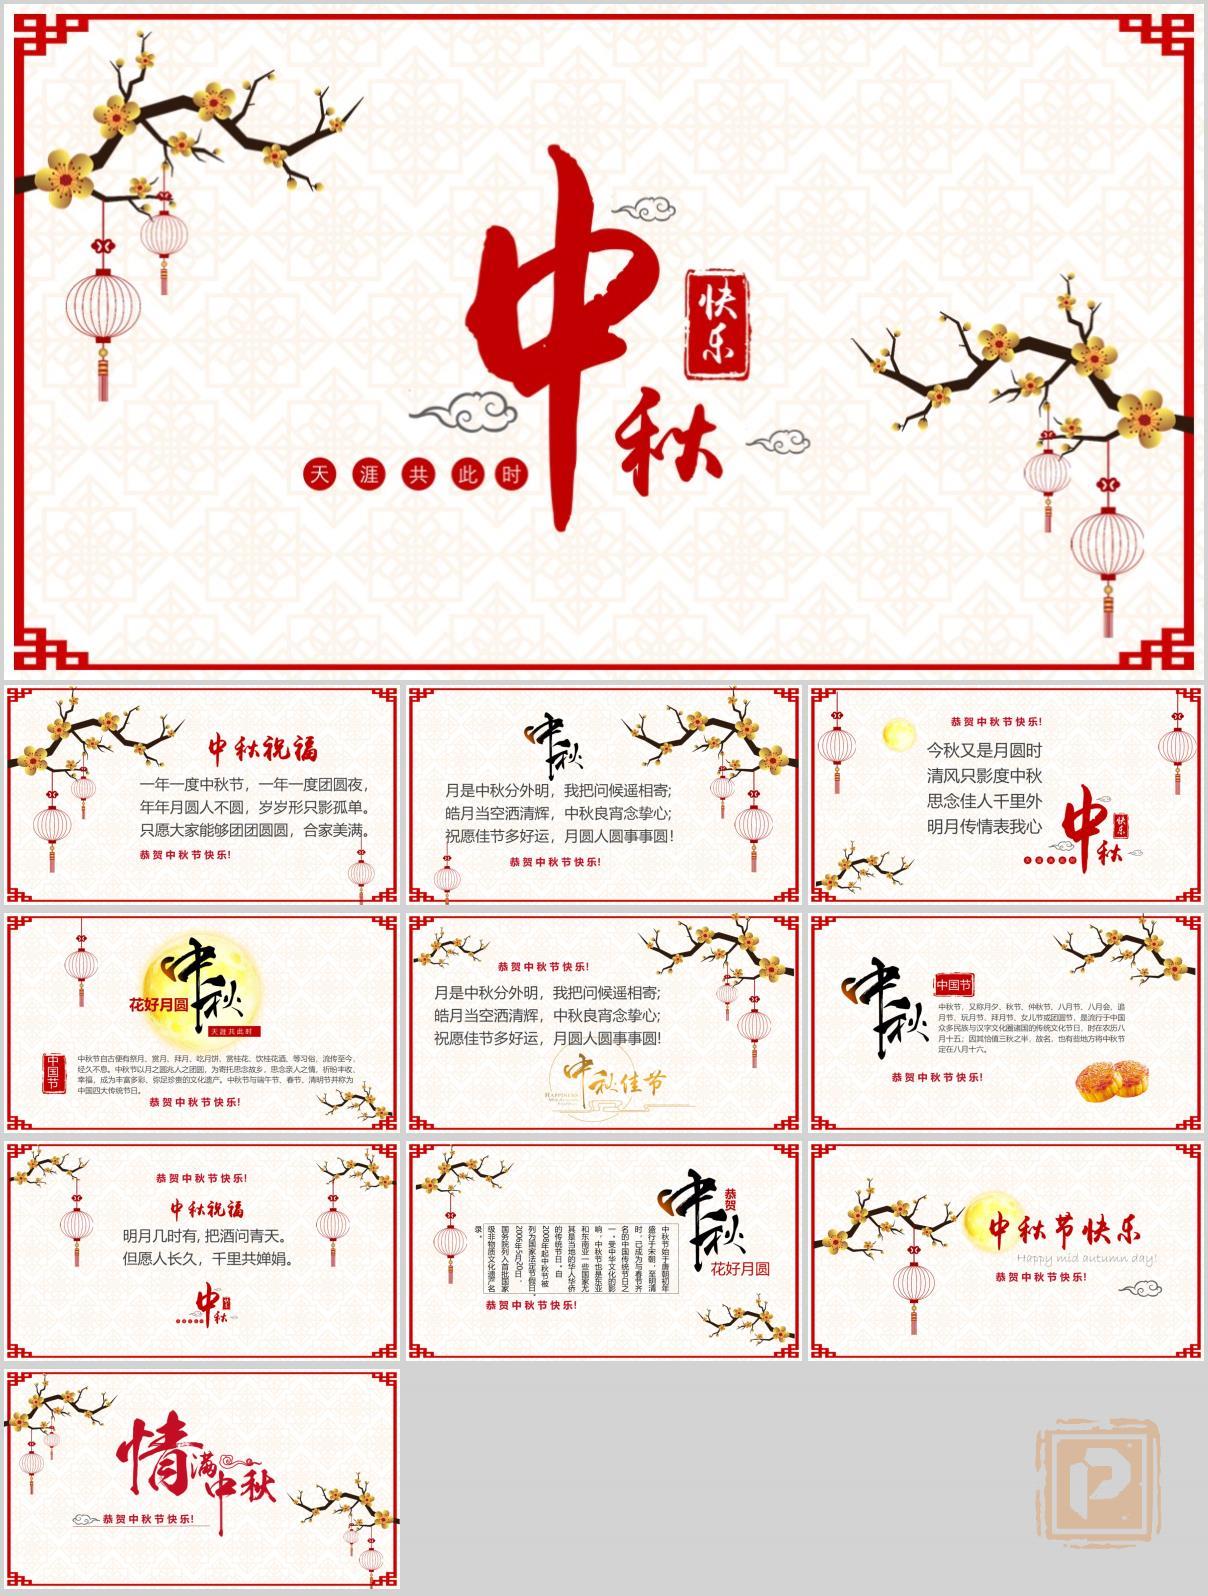 中秋
快乐
天涯共此时
中秋祝福
一年一度中秋节，一年一度团圆夜，
年年月圆人不圆，岁岁形只影孤单。
只愿大家能够团团圆圆，合家美满。
恭贺中秋节快乐!
中秋
月是中秋分外明，我把问候遥相寄;
皓月当空洒清辉，中秋良宵念挚心;
祝愿佳节多好运，月圆人圆事事圆!
恭贺中秋节快乐!
恭贺中秋节快乐!
今秋又是月圆时
清风只影度中秋
思念佳人千里外
明月传情表我心
中秋
快乐
天涯共此时
中秋
花好月圆
天涯共此时
中国节
中秋节自古便有祭月、赏月、拜月、吃月饼、赏桂花、饮桂花酒、等习俗，流传至今，
经久不息。中秋节以月之圆兆人之团圆，为寄托思念故乡，思念亲人之情，祈盼丰收、
幸福，成为丰富多彩、弥足珍贵的文化遗产。中秋节与端午节、春节、清明节并称为
中国四大传统节日。
恭贺中秋节快乐!
恭贺中秋节快乐!
月是中秋分外明，我把问候遥相寄;
皓月当空洒清辉，中秋良宵念挚心;
祝愿佳节多好运，月圆人圆事事圆!
中秋佳节
HAPPINESS
中秋
中国节
中秋节，又称月夕、秋节、仲秋节、八月节、八月会、追
月节、玩月节、拜月节、女儿节或团圆节，是流行于中国
众多民族与汉字文化圈诸国的传统文化节日，时在农历八
月十五；因其恰值三秋之半，故名，也有些地方将中秋节
定在八月十六。
恭贺中秋节快乐!
恭贺中秋节快乐!
中秋祝福
明月几时有, 把酒问青天。
但愿人长久，千里共婵娟。
中秋
中秋
恭贺
花好月圆
中秋节始于唐朝初年，
盛行于宋朝，至明清
时，已成为与春节齐
名的中国传统节日之
一。受中华文化的影
响，中秋节也是东亚
和东南亚一些国家尤
其是当地的华人华侨
的传统节日。自
2008年起中秋节被
列为国家法定节假日。
2006年5月20日，
国务院列入首批国家
级非物质文化遗产名
录。
恭贺中秋节快乐!
中秋节快乐
Happy mid autumn day!
恭贺中秋节快乐!
情满中秋
恭贺中秋节快乐!
P